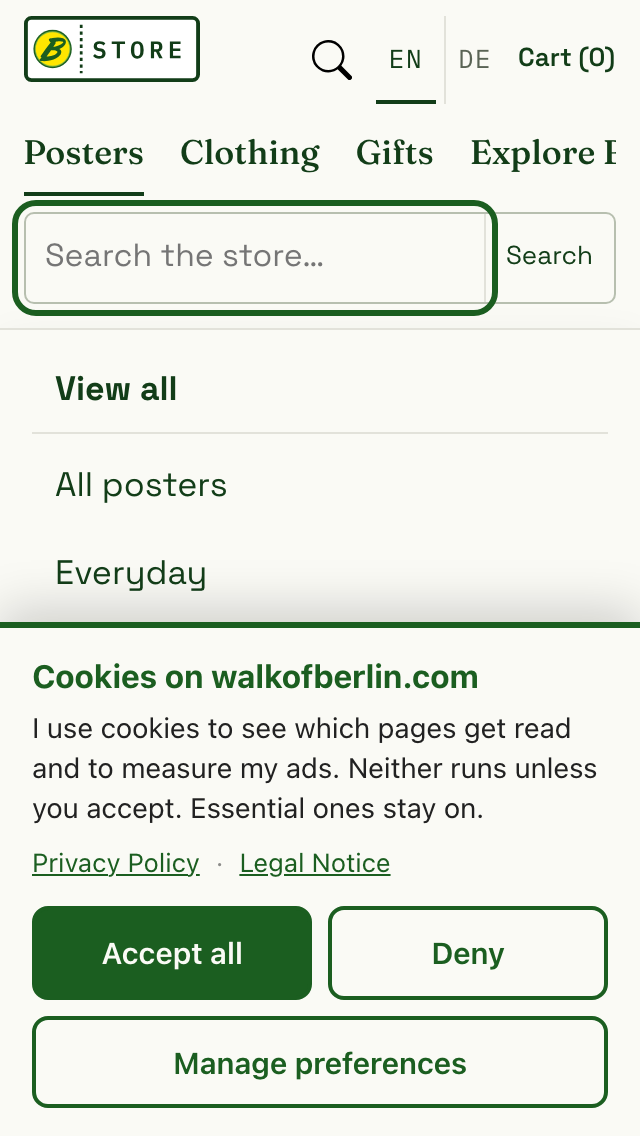 B STORE
EN DE Cart (0)
Posters Clothing Gifts Explore
Search the store… Search
View all
All posters
Everyday
Cookies on walkofberlin.com
I use cookies to see which pages get read
and to measure my ads. Neither runs unless
you accept. Essential ones stay on.
Privacy Policy · Legal Notice
Accept all Deny
Manage preferences